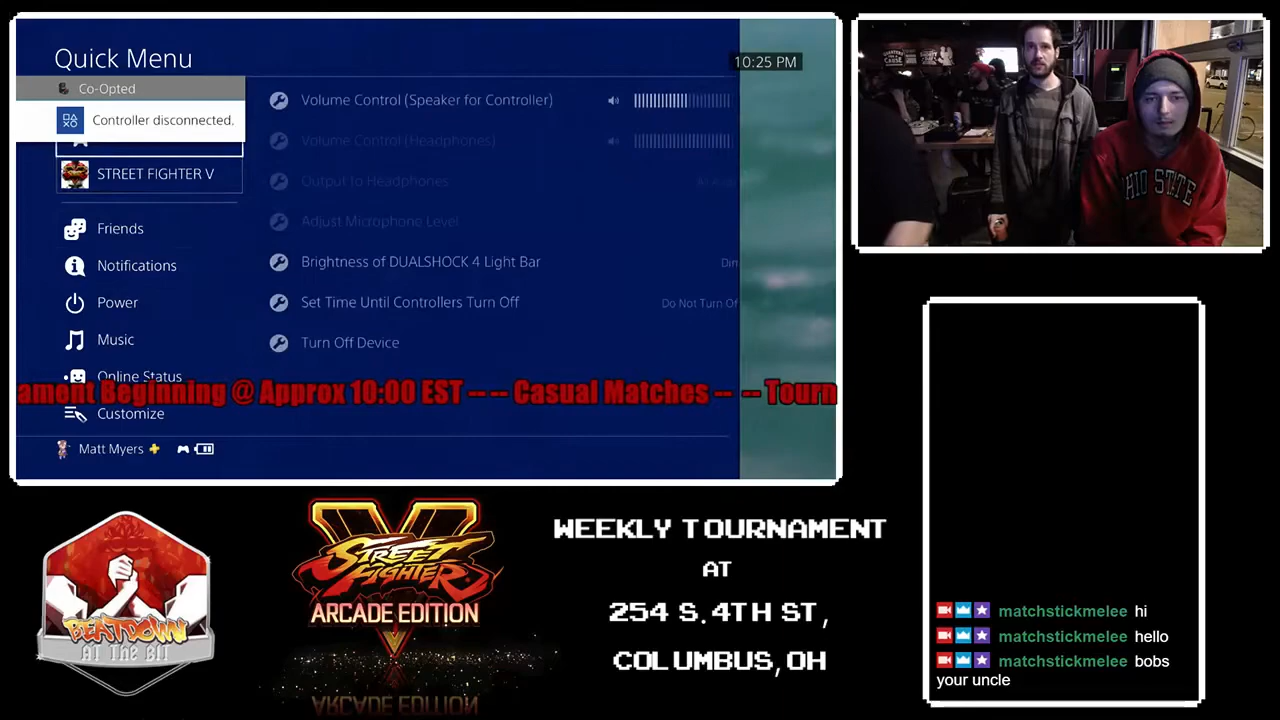 Quick Menu
10:25 PM
Co-Opted
Controller disconnected.
STREET FIGHTER V
Friends
Notifications
Power
Music
Online Status
Customize
Matt Myers
Volume Control (Speaker for Controller)
Volume Control (Headphones)
Output to Headphones
Adjust Microphone Level
Brightness of DUALSHOCK 4 Light Bar
Dim
Set Time Until Controllers Turn Off
Do Not Turn Of
Turn Off Device
ament Beginning @ Approx 10:00 EST -- -- Casual Matches -- -- Tourn
OHIO STATE
BEATDOWN
AT THE BIT
V
STREET
FIGHTER
ARCADE EDITION
V
WEEKLY TOURNAMENT
AT
254 S. 4TH ST,
COLUMBUS, OH
matchstickmelee hi
matchstickmelee hello
matchstickmelee bobs
your uncle